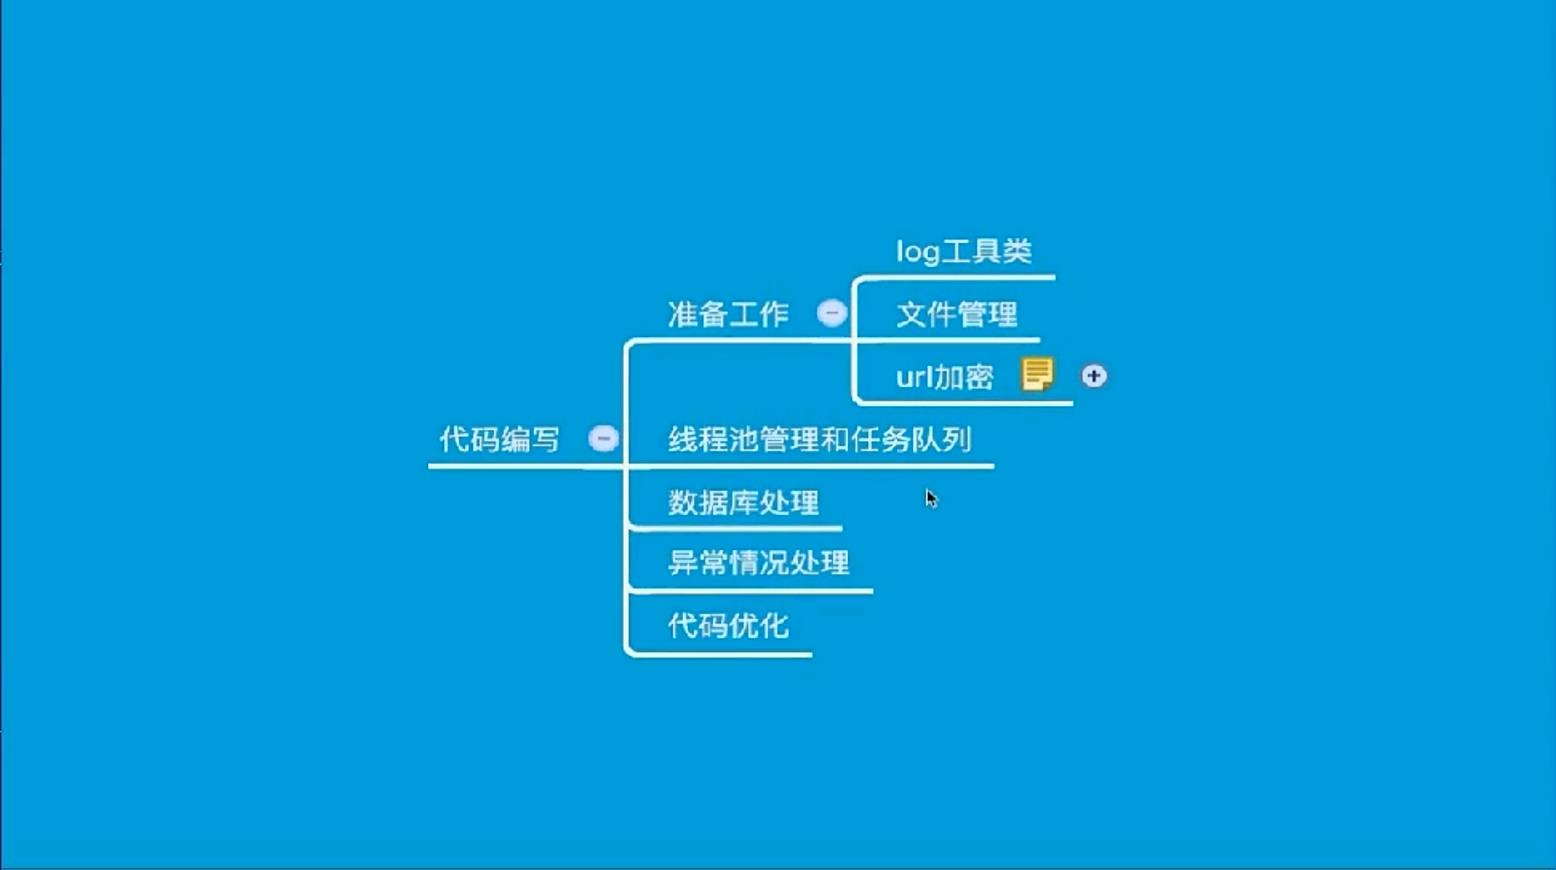 log工具类
准备工作
文件管理
url加密
代码编写
线程池管理和任务队列
数据库处理
异常情况处理
代码优化